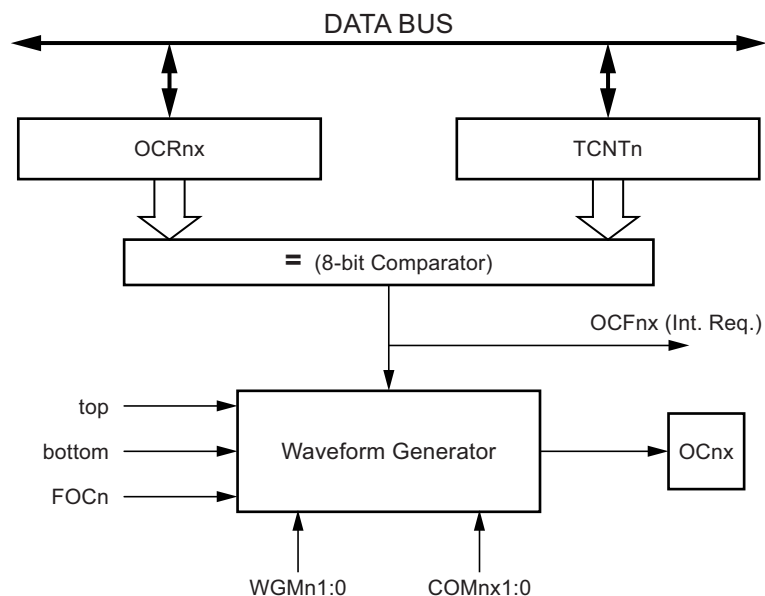 DATA BUS
OCRnx
TCNTn
= (8-bit Comparator)
OCFnx (Int. Req.)
top
bottom
FOCn
Waveform Generator
OCnx
WGMn1:0
COMnx1:0